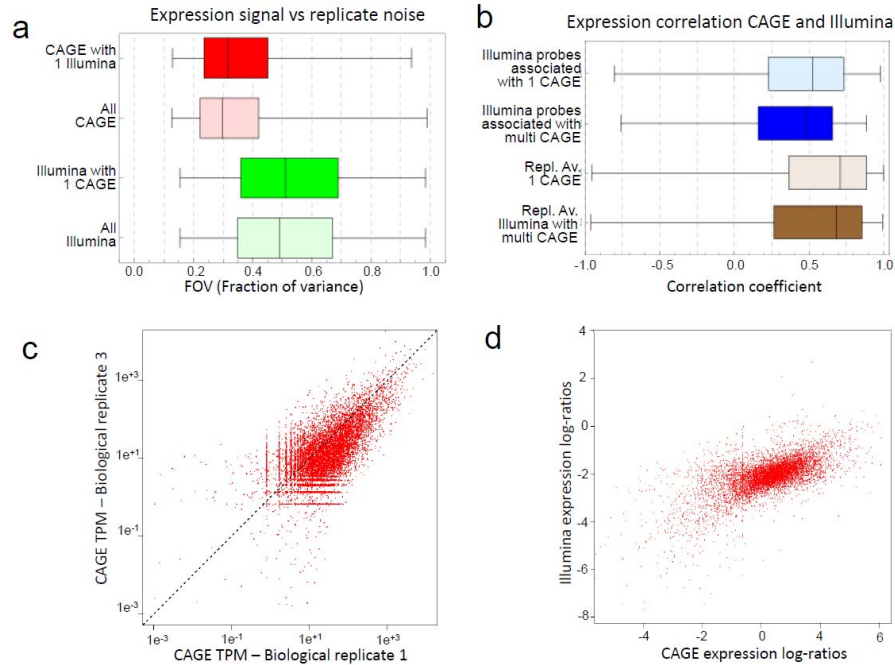 a
Expression signal vs replicate noise
CAGE with
1 Illumina
All
CAGE
Illumina with
1 CAGE
All
Illumina
0.0 0.2 0.4 0.6 0.8 1.0
FOV (Fraction of variance)
b
Expression correlation CAGE and Illumina
Illumina probes
associated
with 1 CAGE
Illumina probes
associated with
multi CAGE
Repl. Av.
1 CAGE
Repl. Av.
Illumina with
multi CAGE
-1.0 -0.5 0.0 0.5 1.0
Correlation coefficient
c
CAGE TPM – Biological replicate 3
1e+3
1e+1
1e-1
1e-3
1e-3 1e-1 1e+1 1e+3
CAGE TPM – Biological replicate 1
d
Illumina expression log-ratios
4
2
0
-2
-4
-6
-8
-4 -2 0 2 4 6
CAGE expression log-ratios